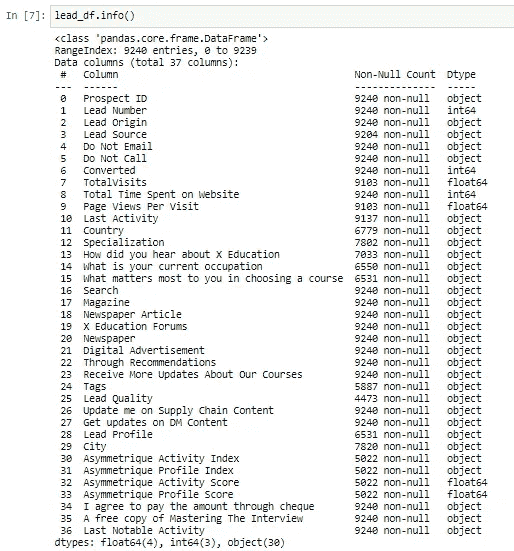 In [7]: lead_df.info()
<class 'pandas.core.frame.DataFrame'>
RangeIndex: 9240 entries, 0 to 9239
Data columns (total 37 columns):
# Column Non-Null Count Dtype
--- ------ -------------- -----
0 Prospect ID 9240 non-null object
1 Lead Number 9240 non-null int64
2 Lead Origin 9240 non-null object
3 Lead Source 9204 non-null object
4 Do Not Email 9240 non-null object
5 Do Not Call 9240 non-null object
6 Converted 9240 non-null int64
7 TotalVisits 9103 non-null float64
8 Total Time Spent on Website 9240 non-null int64
9 Page Views Per Visit 9103 non-null float64
10 Last Activity 9137 non-null object
11 Country 6779 non-null object
12 Specialization 7802 non-null object
13 How did you hear about X Education 7033 non-null object
14 What is your current occupation 6550 non-null object
15 What matters most to you in choosing a course 6531 non-null object
16 Search 9240 non-null object
17 Magazine 9240 non-null object
18 Newspaper Article 9240 non-null object
19 X Education Forums 9240 non-null object
20 Newspaper 9240 non-null object
21 Digital Advertisement 9240 non-null object
22 Through Recommendations 9240 non-null object
23 Receive More Updates About Our Courses 9240 non-null object
24 Tags 5887 non-null object
25 Lead Quality 4473 non-null object
26 Update me on Supply Chain Content 9240 non-null object
27 Get updates on DM Content 9240 non-null object
28 Lead Profile 6531 non-null object
29 City 7820 non-null object
30 Asymmetrique Activity Index 5022 non-null object
31 Asymmetrique Profile Index 5022 non-null object
32 Asymmetrique Activity Score 5022 non-null float64
33 Asymmetrique Profile Score 5022 non-null float64
34 I agree to pay the amount through cheque 9240 non-null object
35 A free copy of Mastering The Interview 9240 non-null object
36 Last Notable Activity 9240 non-null object
dtypes: float64(4), int64(3), object(30)